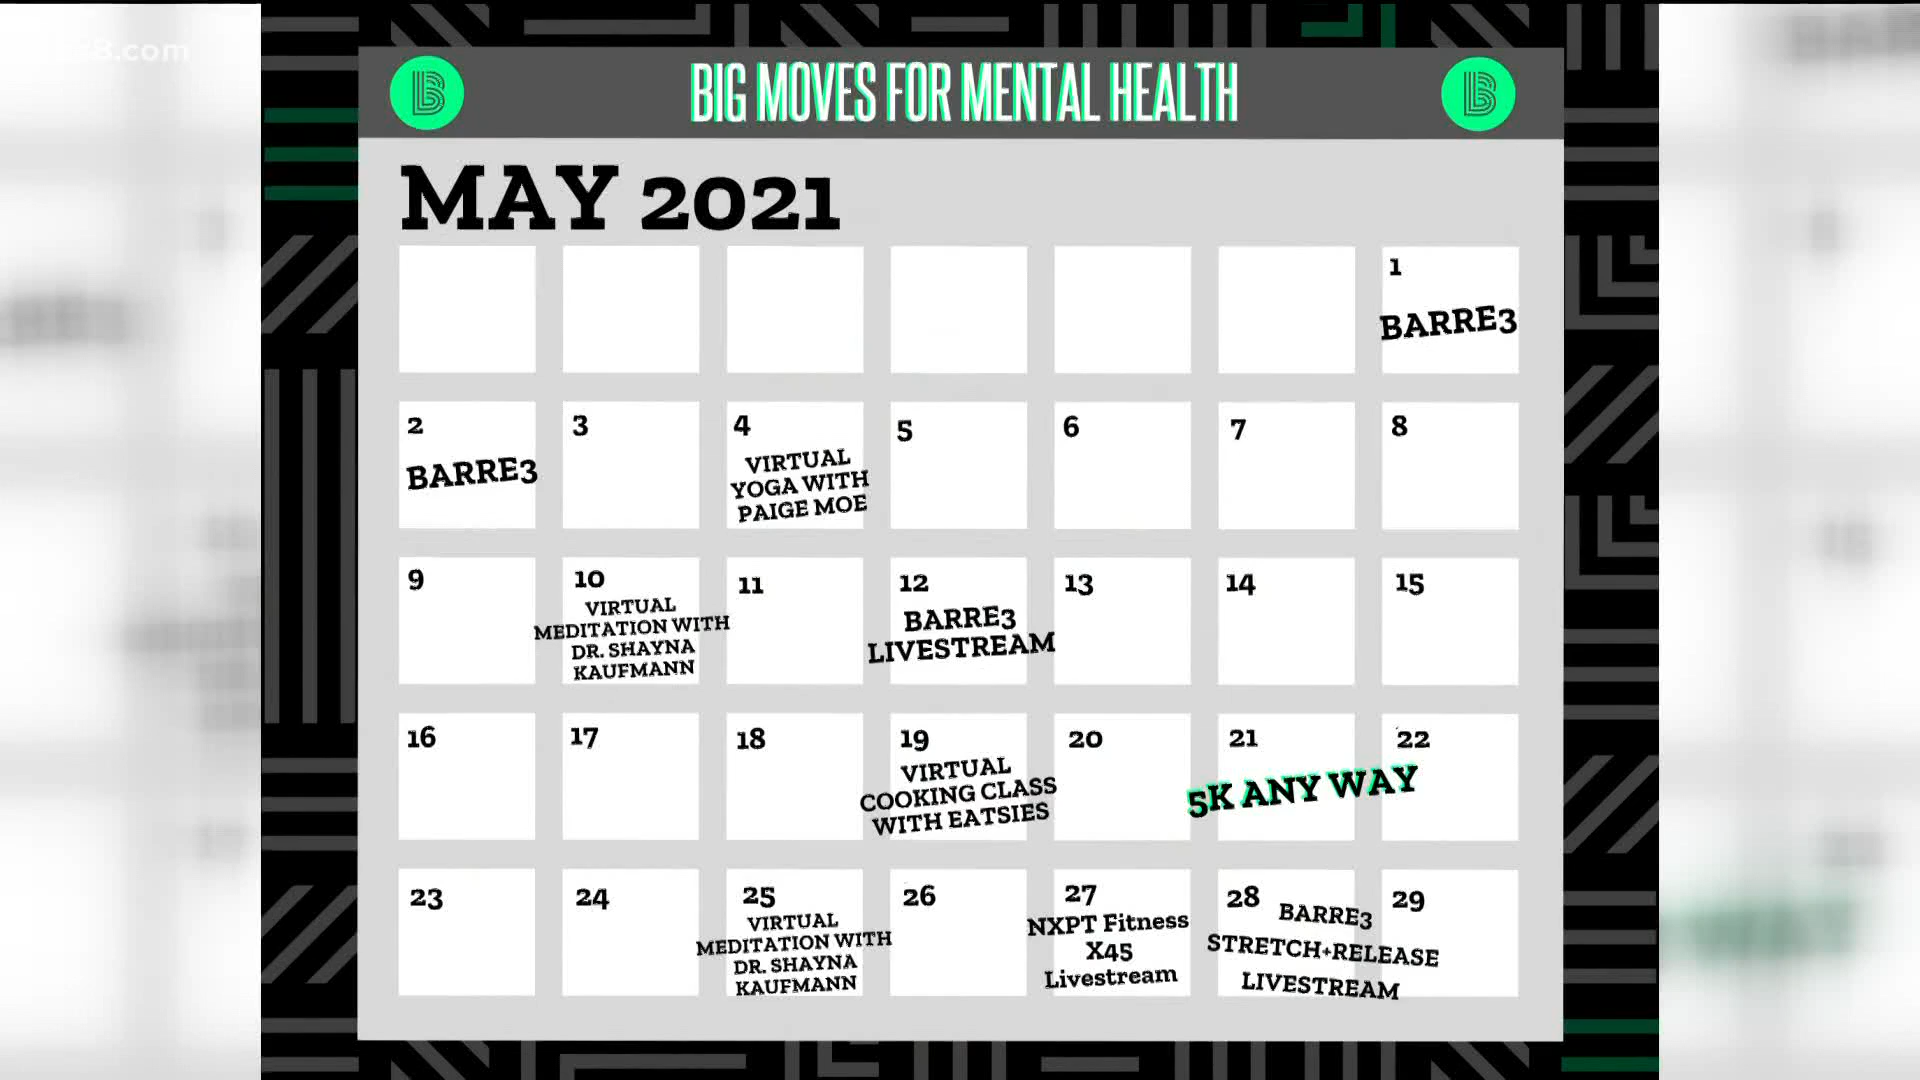 8.com
BIG MOVES FOR MENTAL HEALTH
MAY 2021
1
BARRE3
2
BARRE3
3
4
VIRTUAL
YOGA WITH
PAIGE MOE
5
6
7
8
9
10
VIRTUAL
MEDITATION WITH
DR. SHAYNA
KAUFMANN
11
12
BARRE3
LIVESTREAM
13
14
15
16
17
18
19
VIRTUAL
COOKING CLASS
WITH EATSIES
20
21
5K ANY WAY
22
23
24
25
VIRTUAL
MEDITATION WITH
DR. SHAYNA
KAUFMANN
26
27
NXPT Fitness
X45
Livestream
28
BARRE3
STRETCH+RELEASE
LIVESTREAM
29